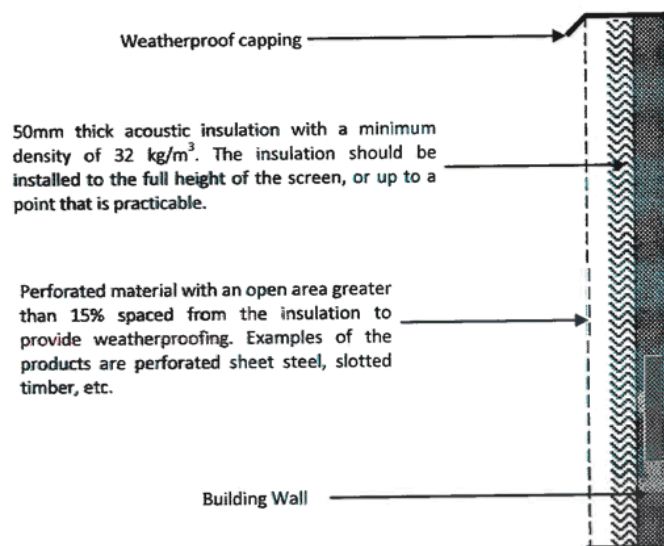 Weatherproof capping
50mm thick acoustic insulation with a minimum
density of 32 kg/m³. The insulation should be
installed to the full height of the screen, or up to a
point that is practicable.
Perforated material with an open area greater
than 15% spaced from the insulation to
provide weatherproofing. Examples of the
products are perforated sheet steel, slotted
timber, etc.
Building Wall